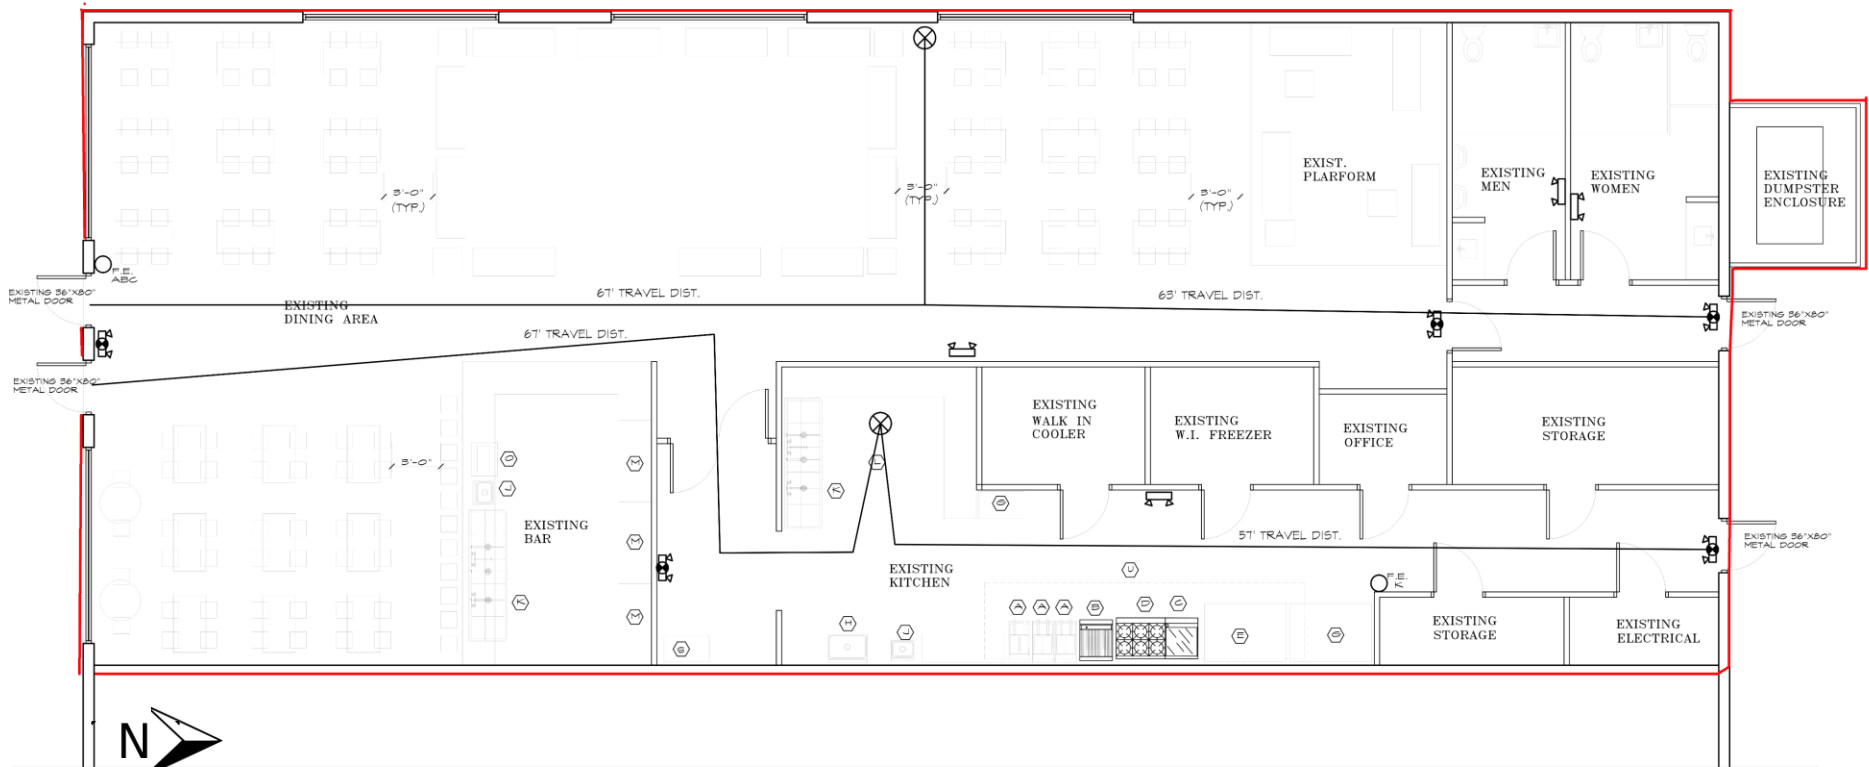 EXIST.
PLARFORM
EXISTING
MEN
EXISTING
WOMEN
EXISTING
DUMPSTER
ENCLOSURE
3'-0"
(TYP.)
3'-0"
(TYP.)
3'-0"
(TYP.)
F.E.
ABC
EXISTING 36"X80"
METAL DOOR
EXISTING
DINING AREA
67' TRAVEL DIST.
63' TRAVEL DIST.
EXISTING 36"X80"
METAL DOOR
67' TRAVEL DIST.
EXISTING 36"X80"
METAL DOOR
EXISTING
WALK IN
COOLER
EXISTING
W.I. FREEZER
EXISTING
OFFICE
EXISTING
STORAGE
3'-0"
O
L
M
K
L
G
EXISTING
BAR
M
57' TRAVEL DIST.
EXISTING 36"X80"
METAL DOOR
EXISTING
KITCHEN
U
F.E.
K
K
M
G
H
J
A
A
A
B
D
C
E
G
EXISTING
STORAGE
EXISTING
ELECTRICAL
N